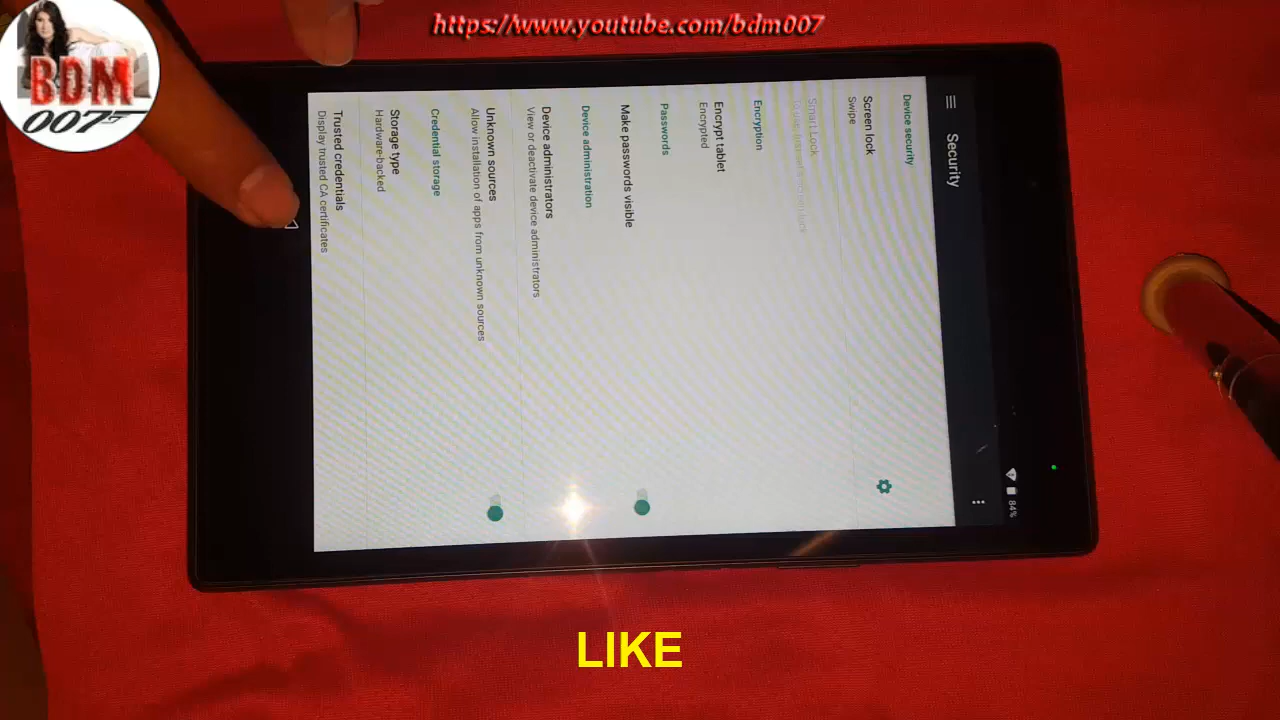 https://www.youtube.com/bdm007
BDM
007
84%
Security
Device security
Screen lock
Swipe
Smart Lock
Encryption
Encrypt tablet
Encrypted
Passwords
Make passwords visible
Device administration
Device administrators
View or deactivate device administrators
Unknown sources
Allow installation of apps from unknown sources
Credential storage
Storage type
Hardware-backed
Trusted credentials
Display trusted CA certificates
LIKE